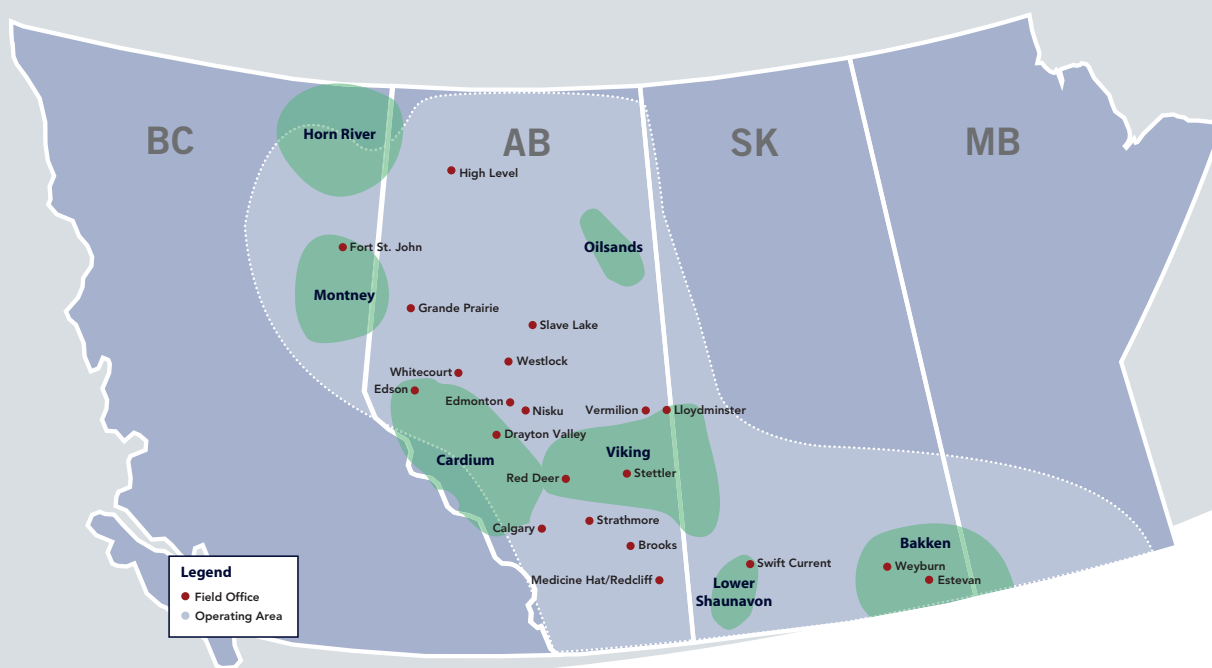 BC
AB
SK
MB
Horn River
High Level
Fort St. John
Oilsands
Montney
Grande Prairie
Slave Lake
Westlock
Whitecourt
Edson
Edmonton
Nisku
Vermilion
Lloydminster
Drayton Valley
Cardium
Viking
Red Deer
Stettler
Calgary
Strathmore
Brooks
Medicine Hat/Redcliff
Swift Current
Lower
Shaunavon
Bakken
Weyburn
Estevan
Legend
Field Office
Operating Area